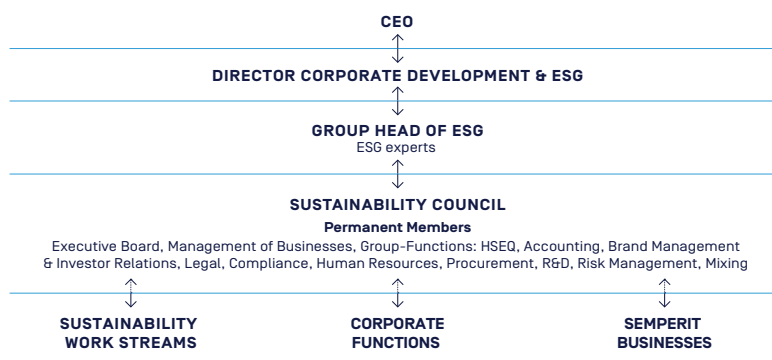 CEO
DIRECTOR CORPORATE DEVELOPMENT & ESG
GROUP HEAD OF ESG
ESG experts
SUSTAINABILITY COUNCIL
Permanent Members
Executive Board, Management of Businesses, Group-Functions: HSEQ, Accounting, Brand Management
& Investor Relations, Legal, Compliance, Human Resources, Procurement, R&D, Risk Management, Mixing
SUSTAINABILITY
WORK STREAMS
CORPORATE
FUNCTIONS
SEMPERIT
BUSINESSES